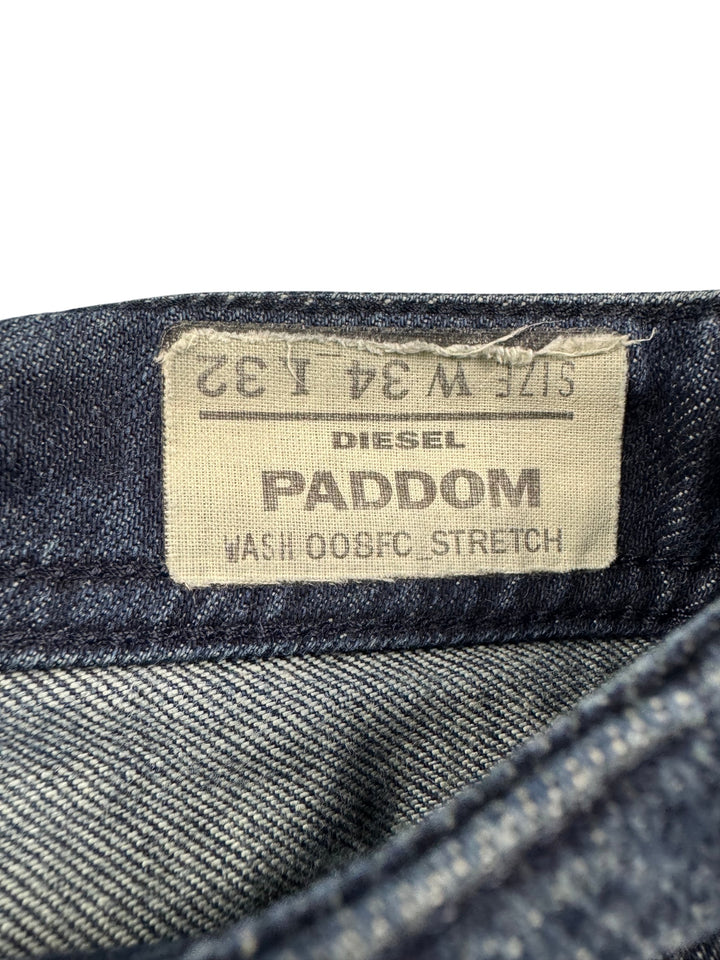 SIZE W 34 L 32
DIESEL
PADDOM
WASH 008FC_STRETCH